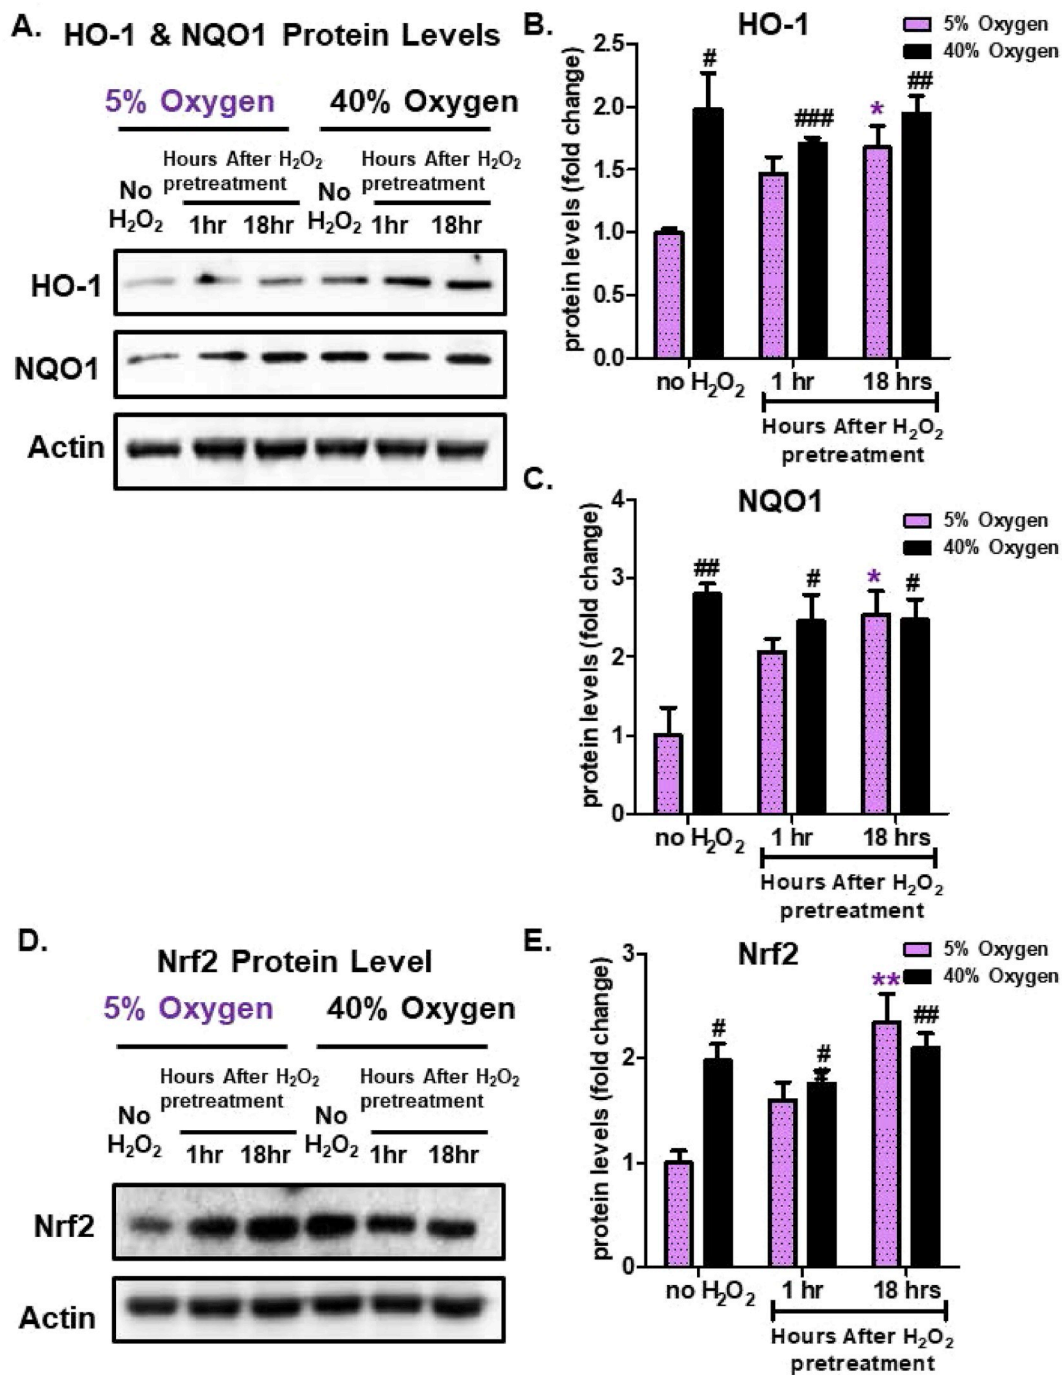 A.
HO-1 & NQO1 Protein Levels
5% Oxygen
40% Oxygen
No H₂O₂
Hours After H₂O₂
pretreatment
1hr 18hr
No H₂O₂
Hours After H₂O₂
pretreatment
1hr 18hr
HO-1
NQO1
Actin
B.
HO-1
5% Oxygen
40% Oxygen
protein levels (fold change)
2.5
2.0
1.5
1.0
0.5
0.0
#
###
*
##
no H₂O₂ 1 hr 18 hrs
Hours After H₂O₂
pretreatment
C.
NQO1
5% Oxygen
40% Oxygen
protein levels (fold change)
4
3
2
1
0
##
#
*
#
no H₂O₂ 1 hr 18 hrs
Hours After H₂O₂
pretreatment
D.
Nrf2 Protein Level
5% Oxygen
40% Oxygen
No H₂O₂
Hours After H₂O₂
pretreatment
1hr 18hr
No H₂O₂
Hours After H₂O₂
pretreatment
1hr 18hr
Nrf2
Actin
E.
Nrf2
5% Oxygen
40% Oxygen
protein levels (fold change)
3
2
1
0
#
#
**
##
no H₂O₂ 1 hr 18 hrs
Hours After H₂O₂
pretreatment